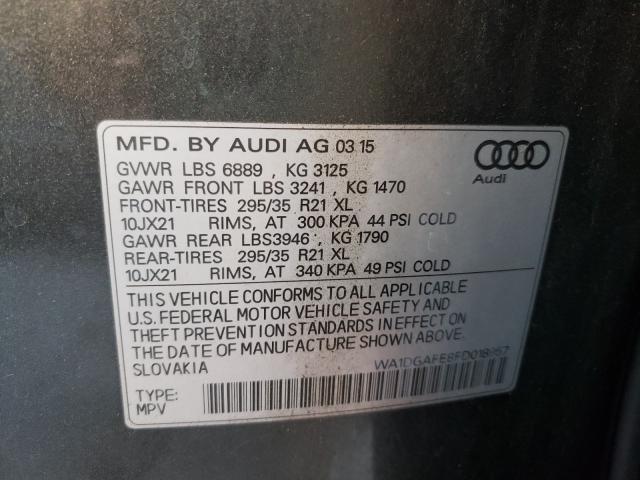 MFD. BY AUDI AG 03 15
GVWR LBS 6889 , KG 3125
GAWR FRONT LBS 3241 , KG 1470
FRONT-TIRES 295/35 R21 XL
10JX21 RIMS, AT 300 KPA 44 PSI COLD
GAWR REAR LBS3946 , KG 1790
REAR-TIRES 295/35 R21 XL
10JX21 RIMS, AT 340 KPA 49 PSI COLD
Audi
THIS VEHICLE CONFORMS TO ALL APPLICABLE
U.S. FEDERAL MOTOR VEHICLE SAFETY AND
THEFT PREVENTION STANDARDS IN EFFECT ON
THE DATE OF MANUFACTURE SHOWN ABOVE.
SLOVAKIA
TYPE:
MPV